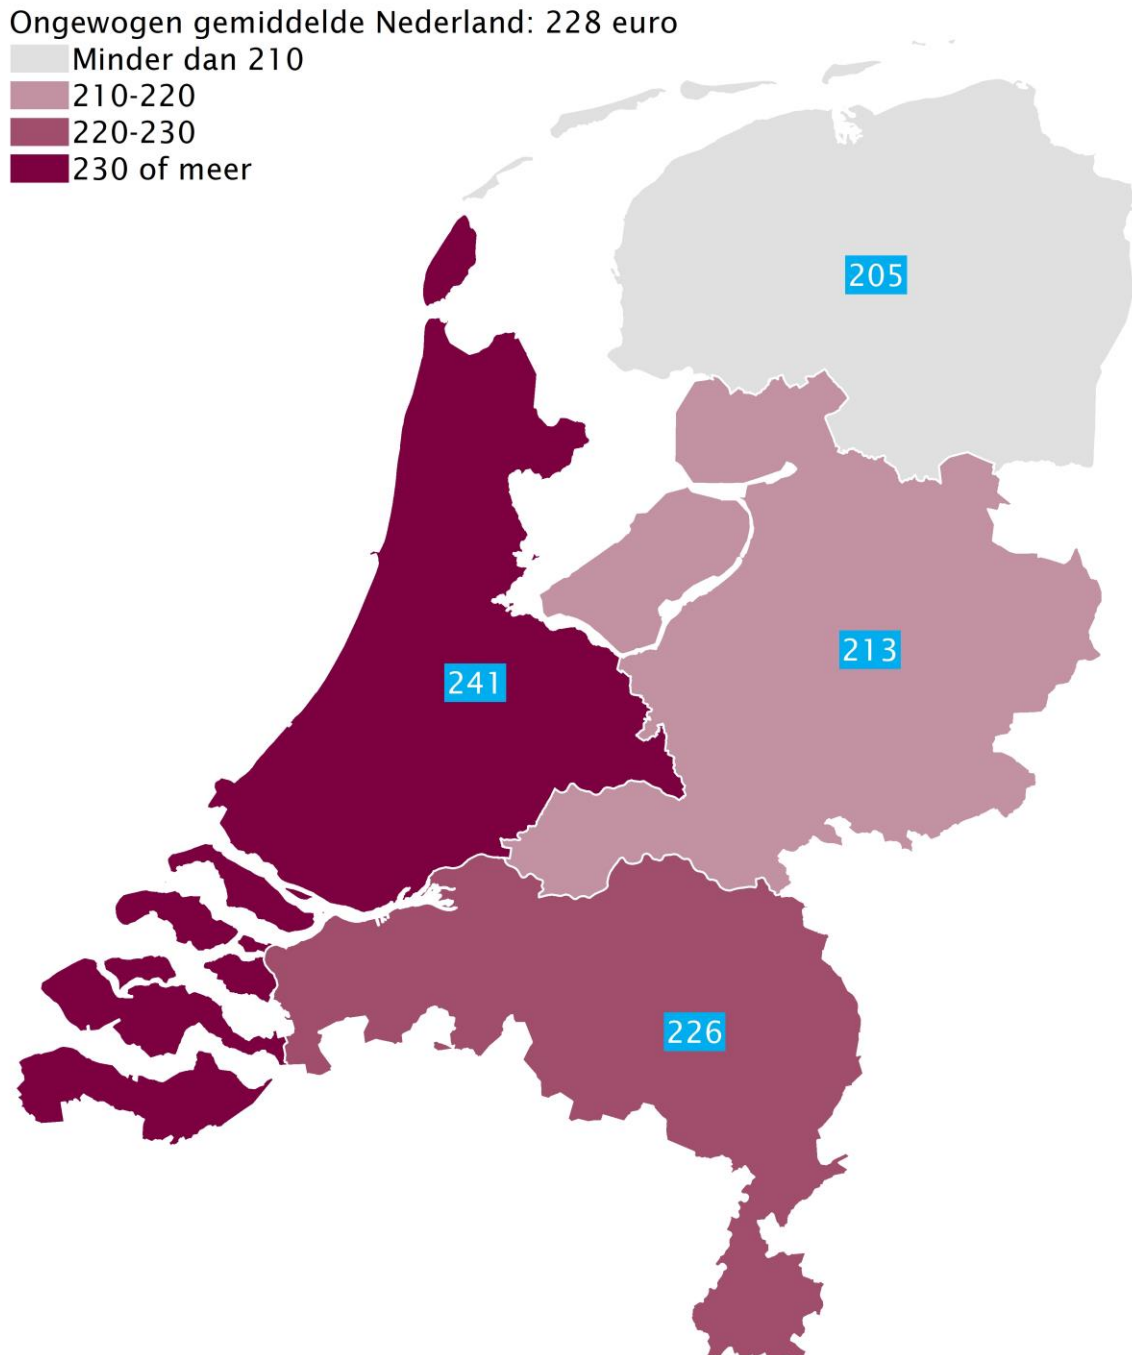 Ongewogen gemiddelde Nederland: 228 euro
Minder dan 210
210-220
220-230
230 of meer
205
213
241
226